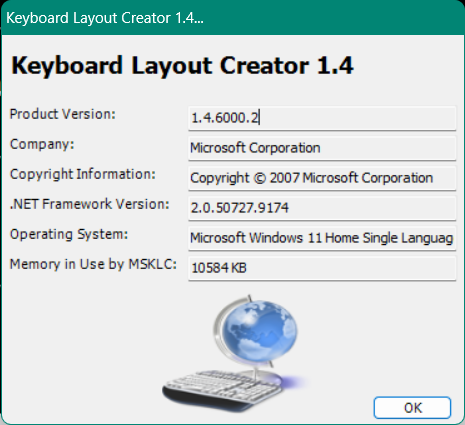 Keyboard Layout Creator 1.4...
Keyboard Layout Creator 1.4
Product Version: 1.4.6000.2
Company: Microsoft Corporation
Copyright Information: Copyright © 2007 Microsoft Corporation
.NET Framework Version: 2.0.50727.9174
Operating System: Microsoft Windows 11 Home Single Languag
Memory in Use by MSKLC: 10584 KB
OK